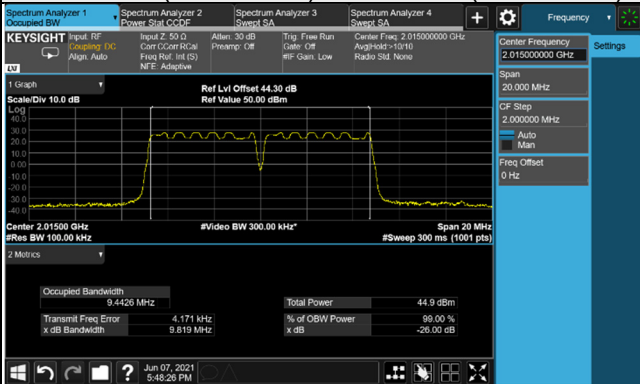 Spectrum Analyzer 1
Occupied BW
Spectrum Analyzer 2
Power Stat CCDF
Spectrum Analyzer 3
Swept SA
Spectrum Analyzer 4
Swept SA
+
Frequency
KEYSIGHT
Input: RF
Coupling: DC
Align: Auto
Input Z: 50 Ω
Corr CCorr RCal
Freq Ref: Int (S)
NFE: Adaptive
Atten: 30 dB
Preamp: Off
Trig: Free Run
Gate: Off
#IF Gain: Low
Center Freq: 2.015000000 GHz
Avg|Hold:>10/10
Radio Std: None
LXI
Center Frequency
2.015000000 GHz
Settings
Span
20.000 MHz
CF Step
2.000000 MHz
Auto
Man
Freq Offset
0 Hz
1 Graph
Scale/Div 10.0 dB
Ref Lvl Offset 44.30 dB
Ref Value 50.00 dBm
Log
40.0
30.0
20.0
10.0
0.00
-10.0
-20.0
-30.0
-40.0
Center 2.01500 GHz
#Res BW 100.00 kHz
#Video BW 300.00 kHz*
Span 20 MHz
#Sweep 300 ms (1001 pts)
2 Metrics
Occupied Bandwidth
9.4426 MHz
Total Power 44.9 dBm
Transmit Freq Error 4.171 kHz
% of OBW Power 99.00 %
x dB Bandwidth 9.819 MHz
x dB -26.00 dB
?
Jun 07, 2021
5:48:26 PM